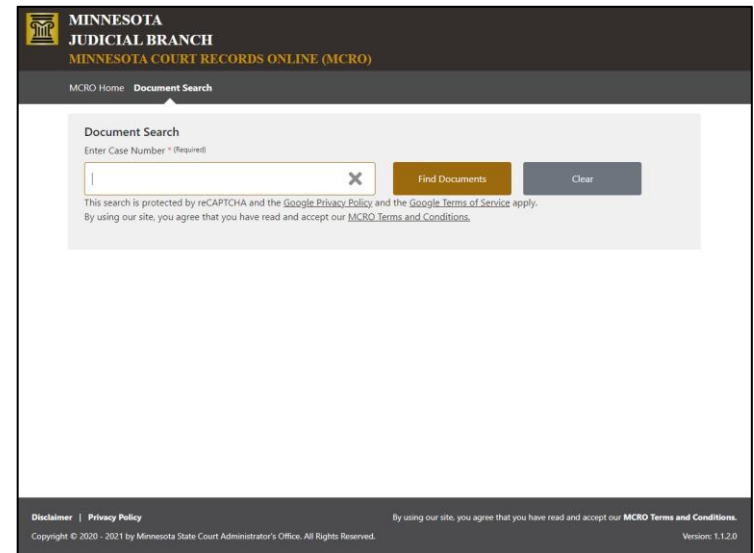 MINNESOTA
JUDICIAL BRANCH
MINNESOTA COURT RECORDS ONLINE (MCRO)
MCRO Home Document Search
Document Search
Enter Case Number * (Required)
Find Documents Clear
This search is protected by reCAPTCHA and the Google Privacy Policy and the Google Terms of Service apply.
By using our site, you agree that you have read and accept our MCRO Terms and Conditions.
Disclaimer | Privacy Policy By using our site, you agree that you have read and accept our MCRO Terms and Conditions.
Copyright © 2020 - 2021 by Minnesota State Court Administrator's Office. All Rights Reserved. Version: 1.1.2.0